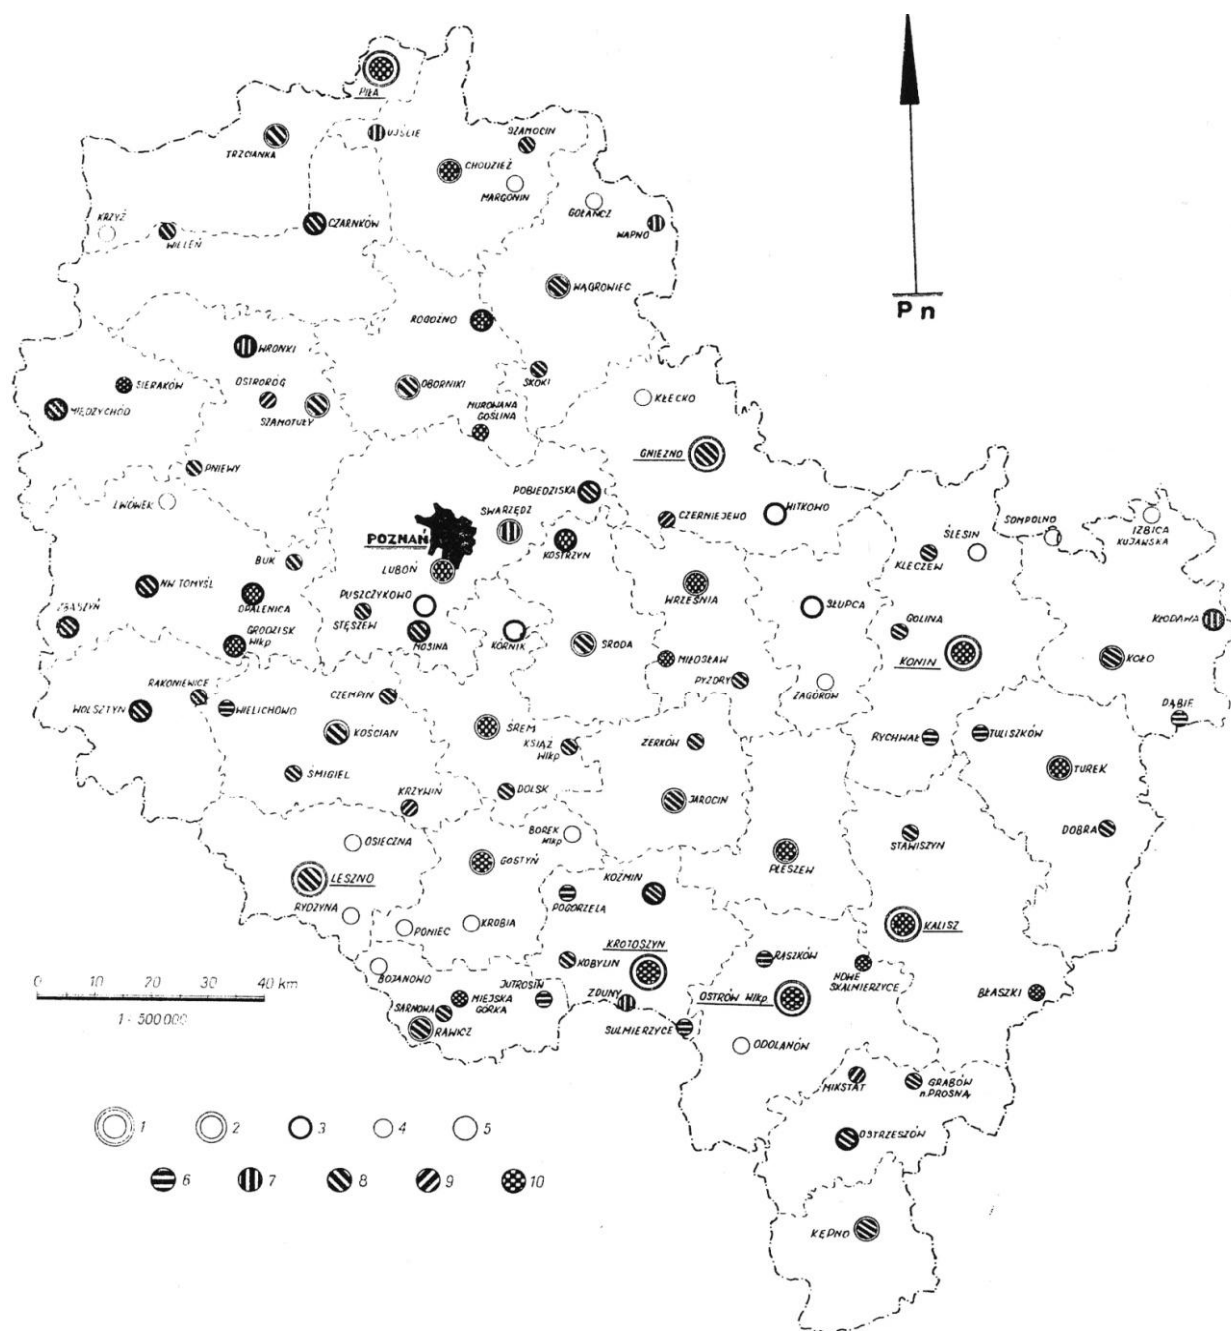 PIŁA
TRZCIANKA
UJŚCIE
SZAMOCIN
CHODZIEŻ
MARGONIN
GOŁAŃCZ
WAPNO
KRZYŻ
WIELEŃ
CZARNKÓW
WĄGROWIEC
Pn
ROGOŹNO
WRONKI
SIERAKÓW
OSTRORÓG
OBORNIKI
SKOKI
MIĘDZYCHÓD
SZAMOTUŁY
MUROWANA
GOŚLINA
KŁECKO
GNIEZNO
PNIEWY
LWÓWEK
POBIEDZISKA
SWARZĘDZ
CZERNIEJEWO
WITKOWO
POZNAŃ
KOSTRZYN
ŚLESIN
SOMPOLNO
IZBICA
KUJAWSKA
KLECZEW
BUK
LUBOŃ
NW. TOMYŚL
OPALENICA
PUSZCZYKOWO
STĘSZEW
WRZEŚNIA
SŁUPCA
ZBĄSZYŃ
GRODZISK
Wlkp
MOSINA
KÓRNIK
ŚRODA
GOLINA
KONIN
KŁODAWA
KOŁO
MIŁOSŁAW
PYZDRY
ZAGÓRÓW
RAKONIEWICE
WIELICHOWO
CZEMPIN
WOLSZTYN
KOŚCIAN
ŚREM
KSIĄŻ
Wlkp
ŻERKÓW
RYCHWAŁ
TULISZKÓW
DĄBIE
TUREK
ŚMIGIEL
KRZYWIN
DOLSK
JAROCIN
DOBRA
STAWISZYN
OSIECZNA
BOREK
Wlkp
GOSTYŃ
PLESZEW
LESZNO
KOŹMIN
POGORZELA
RYDZYNA
PONIEC
KROBIA
KALISZ
KROTOSZYN
KOBYLIN
RASZKÓW
NOWE
SKALMIERZYCE
BOJANOWO
JUTROSIN
ZDUNY
OSTRÓW Wlkp
BŁASZKI
SARNOWA
MIEJSKA
GÓRKA
RAWICZ
SULMIERZYCE
ODOLANÓW
0 10 20 30 40 km
1 - 500 000
MIKSTAT
GRABÓW
n.PROSNĄ
OSTRZESZÓW
KĘPNO
1 2 3 4 5
6 7 8 9 10